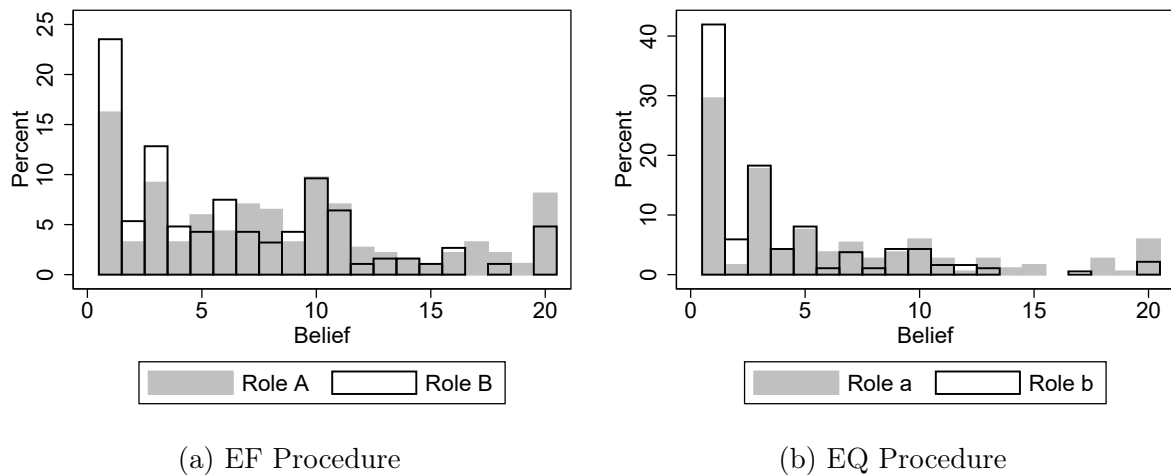 25
20
15
10
5
0
Percent
0 5 10 15 20
Belief
Role A Role B
(a) EF Procedure
40
30
20
10
0
Percent
0 5 10 15 20
Belief
Role a Role b
(b) EQ Procedure